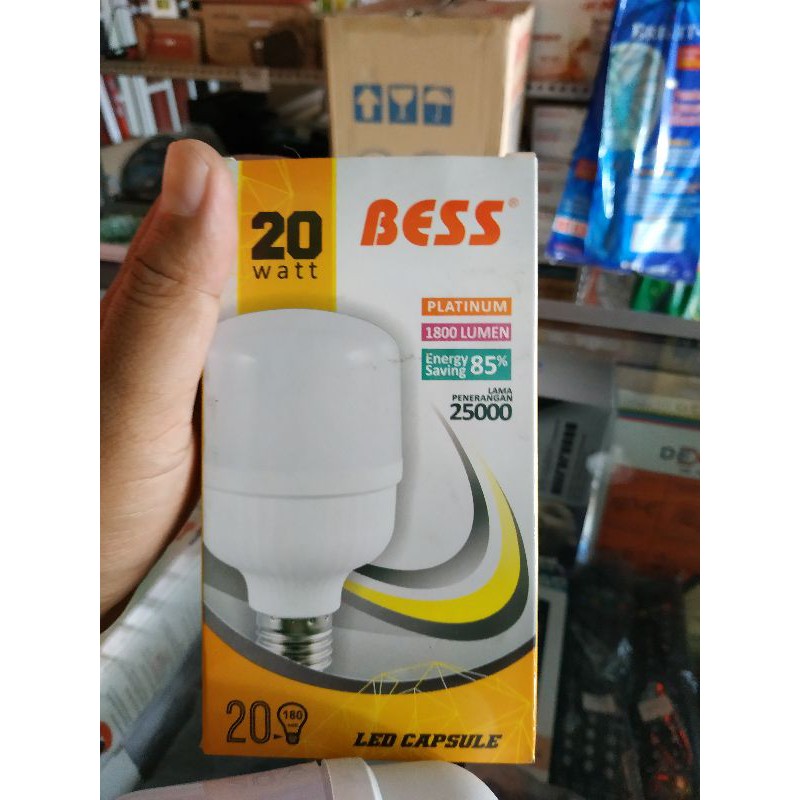 20
watt
BESS®
PLATINUM
1800 LUMEN
Energy
Saving 85%
LAMA
PENERANGAN
25000
20
180
LED CAPSULE